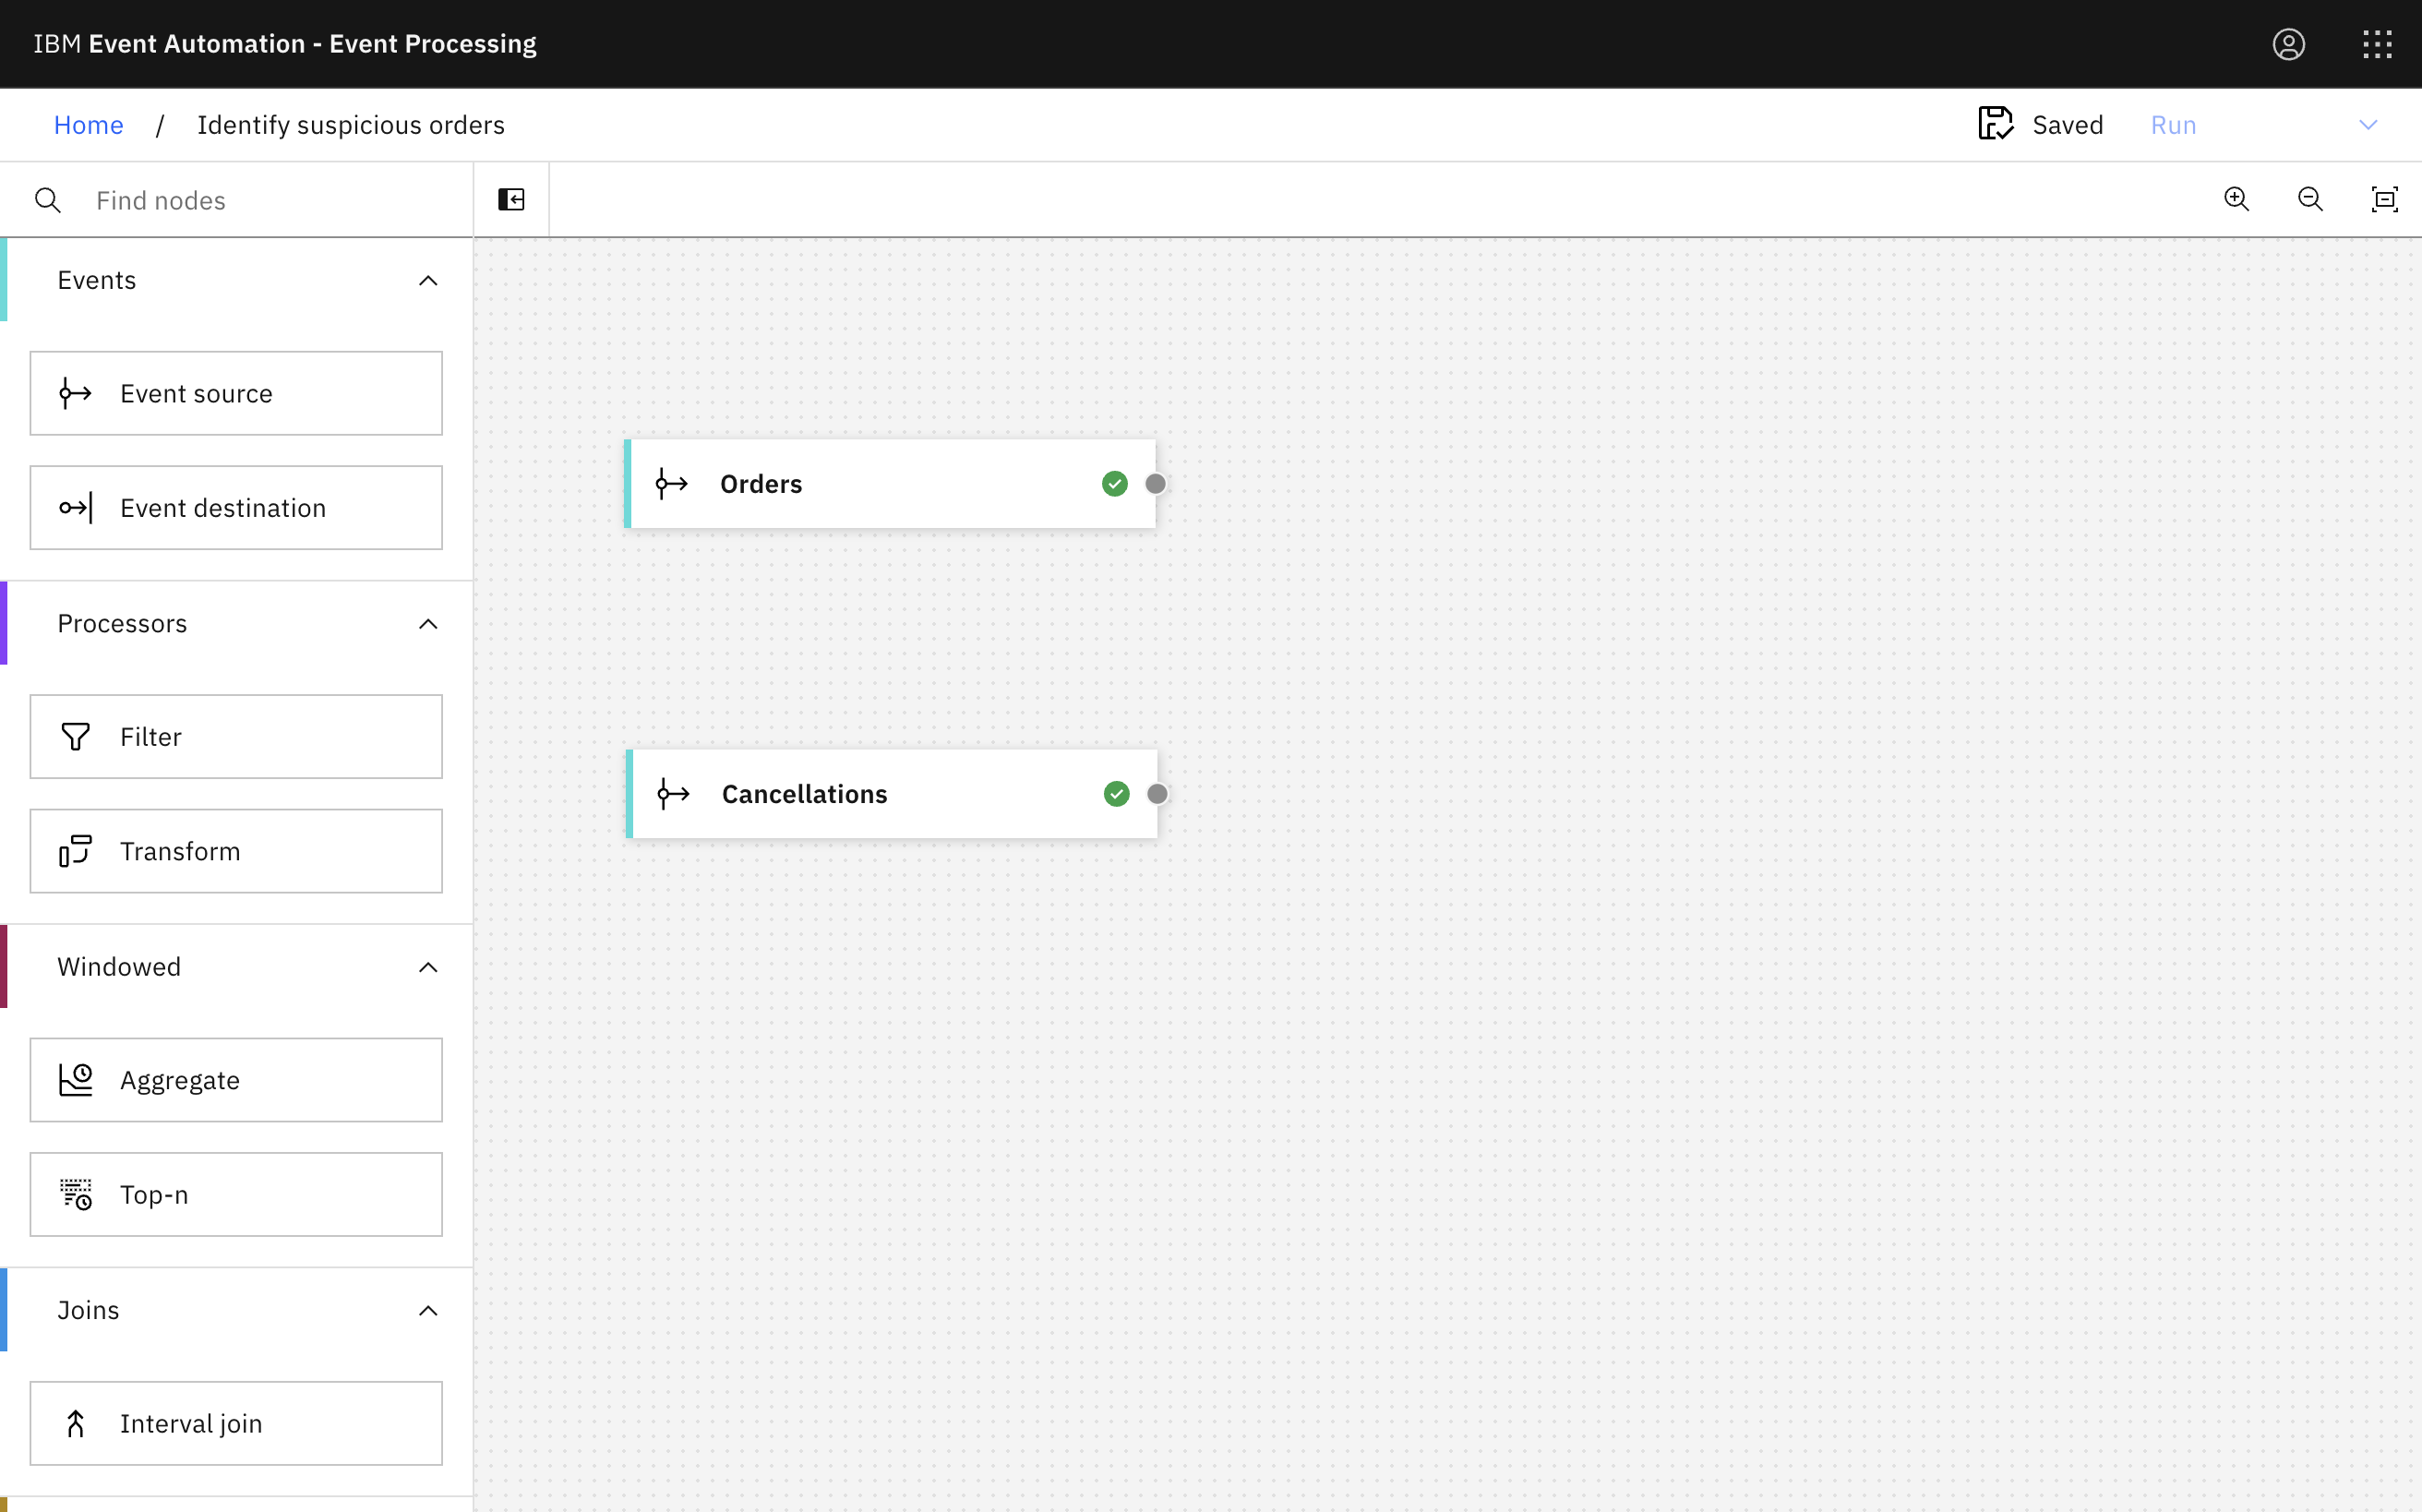 IBM Event Automation - Event Processing
Home / Identify suspicious orders
Saved
Run
Find nodes
Events
Event source
Event destination
Processors
Filter
Transform
Windowed
Aggregate
Top-n
Joins
Interval join
Orders
Cancellations